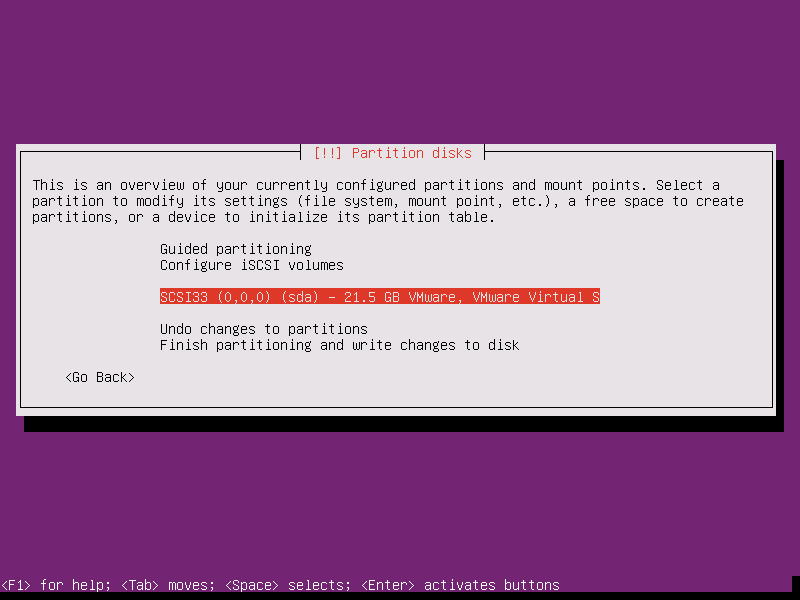 [!!] Partition disks
This is an overview of your currently configured partitions and mount points. Select a
partition to modify its settings (file system, mount point, etc.), a free space to create
partitions, or a device to initialize its partition table.
Guided partitioning
Configure iSCSI volumes
SCSI33 (0,0,0) (sda) – 21.5 GB VMware, VMware Virtual S
Undo changes to partitions
Finish partitioning and write changes to disk
<Go Back>
<F1> for help; <Tab> moves; <Space> selects; <Enter> activates buttons